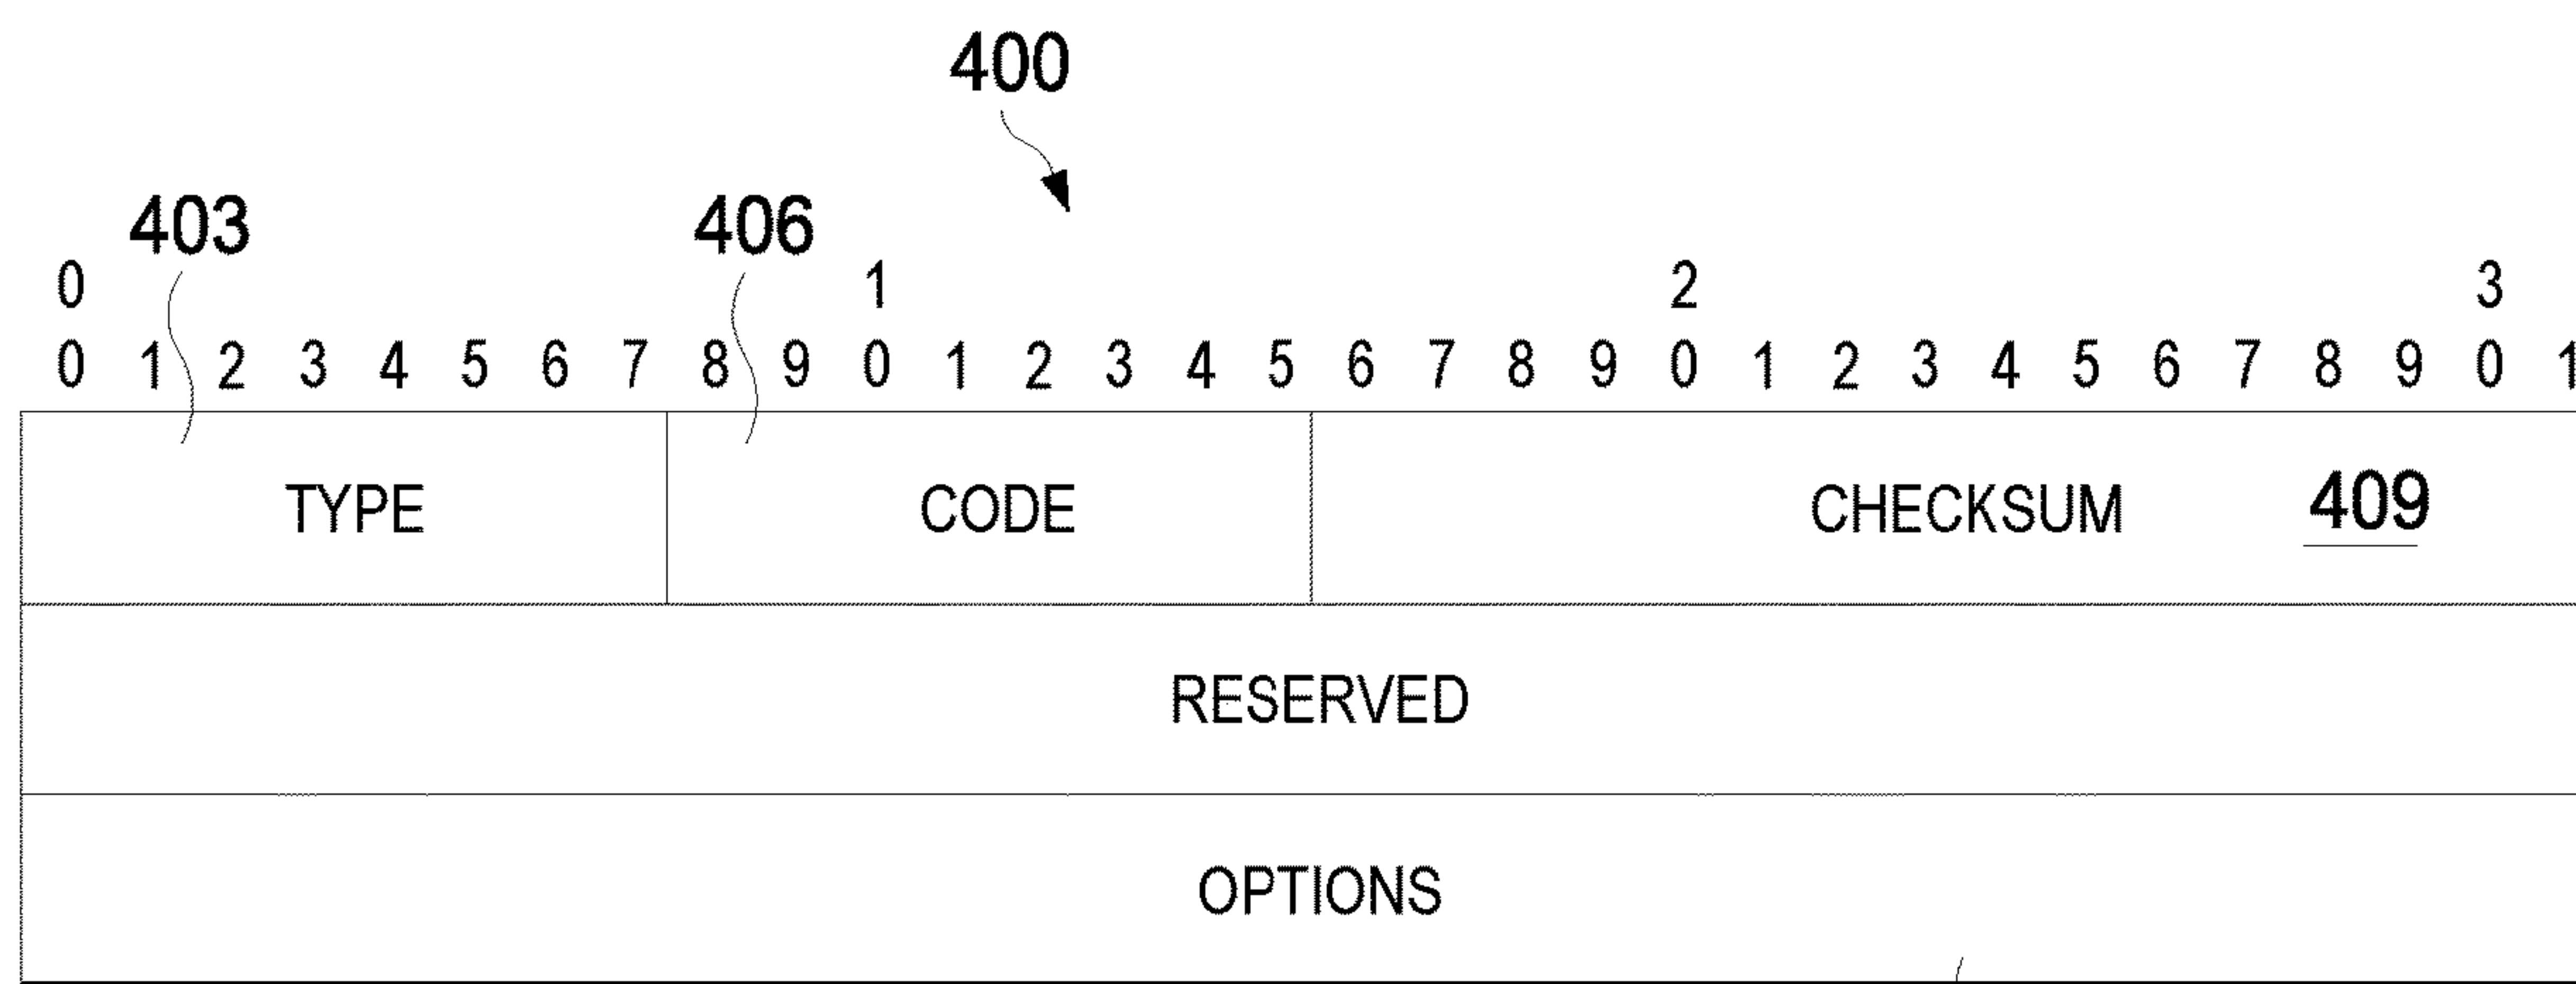 400
403 406
0 1 2 3
0 1 2 3 4 5 6 7 8 9 0 1 2 3 4 5 6 7 8 9 0 1 2 3 4 5 6 7 8 9 0 1
TYPE CODE CHECKSUM 409
RESERVED
OPTIONS